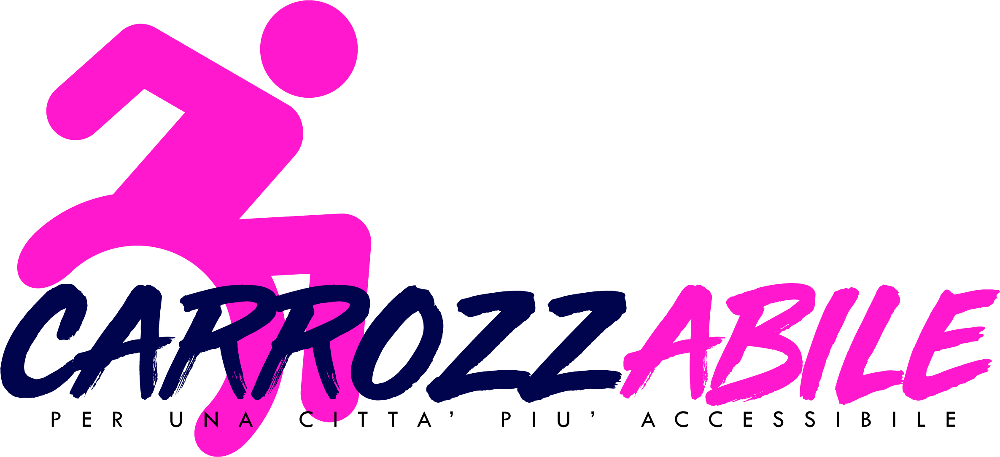 CARROZZABILE
PER UNA CITTA’ PIU’ ACCESSIBILE